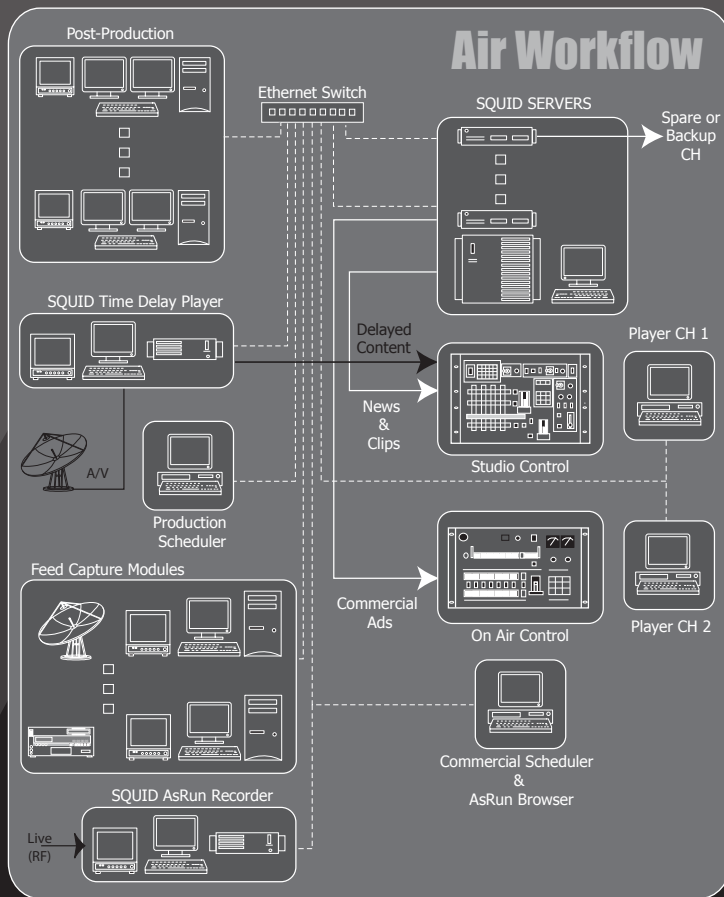 Air Workflow
Post-Production
Ethernet Switch
SQUID SERVERS
Spare or
Backup
CH
SQUID Time Delay Player
Delayed
Content
Player CH 1
News
&
Clips
Studio Control
A/V
Production
Scheduler
Feed Capture Modules
Commercial
Ads
On Air Control
Player CH 2
Commercial Scheduler
&
AsRun Browser
SQUID AsRun Recorder
Live
(RF)